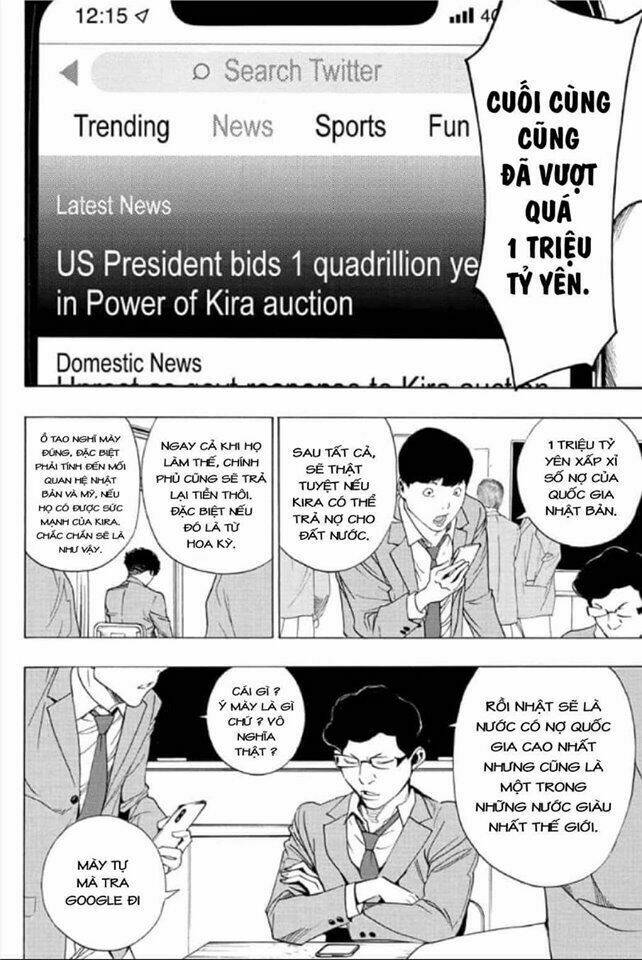 12:15
4G
Search Twitter
Trending News Sports Fun
Latest News
US President bids 1 quadrillion ye
in Power of Kira auction
Domestic News
CUỐI CÙNG
CŨNG
ĐÃ VƯỢT
QUÁ
1 TRIỆU
TỶ YÊN.
1 TRIỆU TỶ
YÊN XẤP XỈ
SỐ NỢ CỦA
QUỐC GIA
NHẬT BẢN.
SAU TẤT CẢ,
SẼ THẬT
TUYỆT NẾU
KIRA CÓ THỂ
TRẢ NỢ CHO
ĐẤT NƯỚC.
NGAY CẢ KHI HỌ
LÀM THẾ, CHÍNH
PHỦ CŨNG SẼ TRẢ
LẠI TIỀN THÔI.
ĐẶC BIỆT NẾU
ĐÓ LÀ TỪ
HOA KỲ.
Ồ TAO NGHĨ MÀY
ĐÚNG, ĐẶC BIỆT
PHẢI TÍNH ĐẾN MỐI
QUAN HỆ NHẬT
BẢN VÀ MỸ, NẾU
HỌ CÓ ĐƯỢC SỨC
MẠNH CỦA KIRA.
CHẮC CHẮN SẼ LÀ
NHƯ VẬY.
RỒI NHẬT SẼ LÀ
NƯỚC CÓ NỢ QUỐC
GIA CAO NHẤT
NHƯNG CŨNG LÀ
MỘT TRONG
NHỮNG NƯỚC GIÀU
NHẤT THẾ GIỚI.
CÁI GÌ ?
Ý MÀY LÀ GÌ
CHỨ ? VÔ
NGHĨA
THẬT ?
MÀY TỰ
MÀ TRA
GOOGLE ĐI